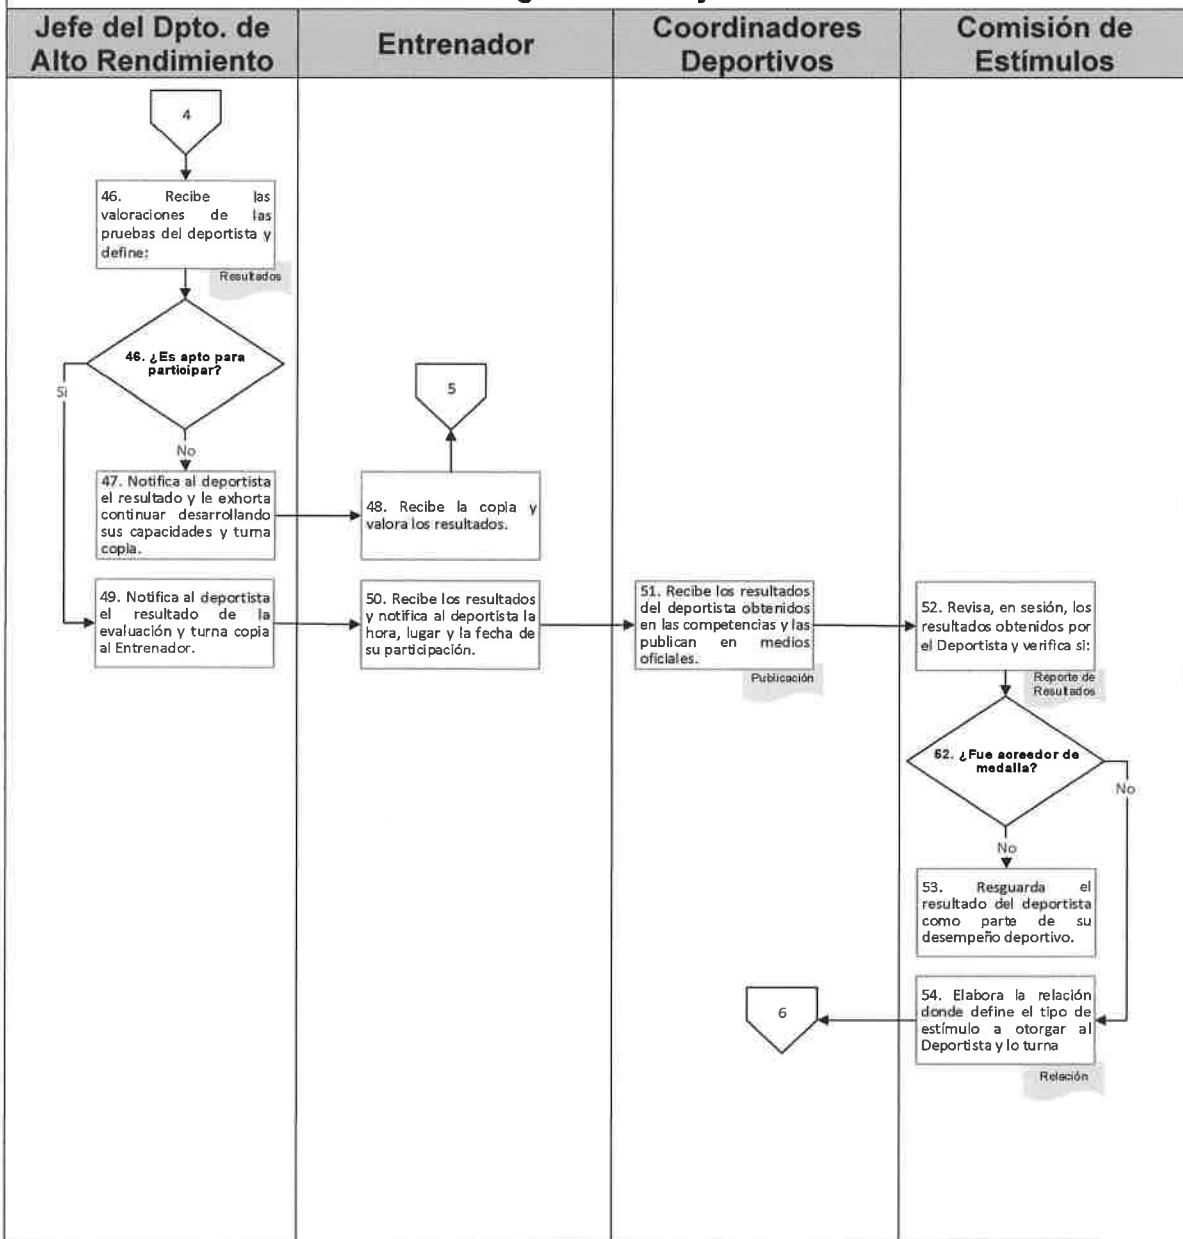 Jefe del Dpto. de
Alto Rendimiento
Entrenador
Coordinadores
Deportivos
Comisión de
Estímulos
4
46. Recibe las
valoraciones de las
pruebas del deportista y
define:
Resultados
46. ¿Es apto para
participar?
Si
No
5
47. Notifica al deportista
el resultado y le exhorta
continuar desarrollando
sus capacidades y turna
copia.
48. Recibe la copia y
valora los resultados.
49. Notifica al deportista
el resultado de la
evaluación y turna copia
al Entrenador.
50. Recibe los resultados
y notifica al deportista la
hora, lugar y la fecha de
su participación.
51. Recibe los resultados
del deportista obtenidos
en las competencias y las
publican en medios
oficiales.
Publicación
52. Revisa, en sesión, los
resultados obtenidos por
el Deportista y verifica si:
Reporte de
Resultados
52. ¿Fue acreedor de
medalla?
No
No
53. Resguarda el
resultado del deportista
como parte de su
desempeño deportivo.
6
54. Elabora la relación
donde define el tipo de
estímulo a otorgar al
Deportista y lo turna
Relación